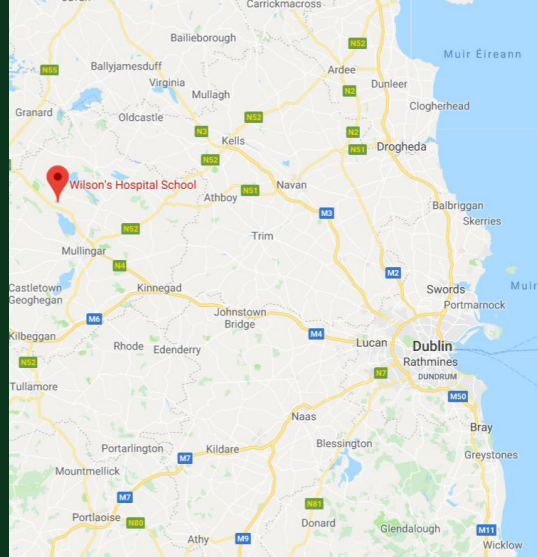 Carrickmacross
Bailieborough
N52
Muir Éireann
N55
Ballyjamesduff
Ardee
Virginia
Dunleer
Mullagh
N2
Clogherhead
Granard
Oldcastle
N52
N3
N2
Kells
Drogheda
N51
N52
Wilson's Hospital School
Navan
N51
Athboy
Balbriggan
M3
Skerries
N52
Trim
Mullingar
N4
M2
Castletown
Geoghegan
Kinnegad
Swords
Muir
Portmarnock
Johnstown
Bridge
M6
M4
Kilbeggan
Lucan
Dublin
Rhode
Edenderry
Rathmines
N52
N7
DUNDRUM
Tullamore
M50
Naas
Bray
Blessington
Portarlington
Kildare
Greystones
M7
Mountmellick
M7
N81
Portlaoise
N80
Donard
Glendalough
M11
Athy
M9
Wicklow